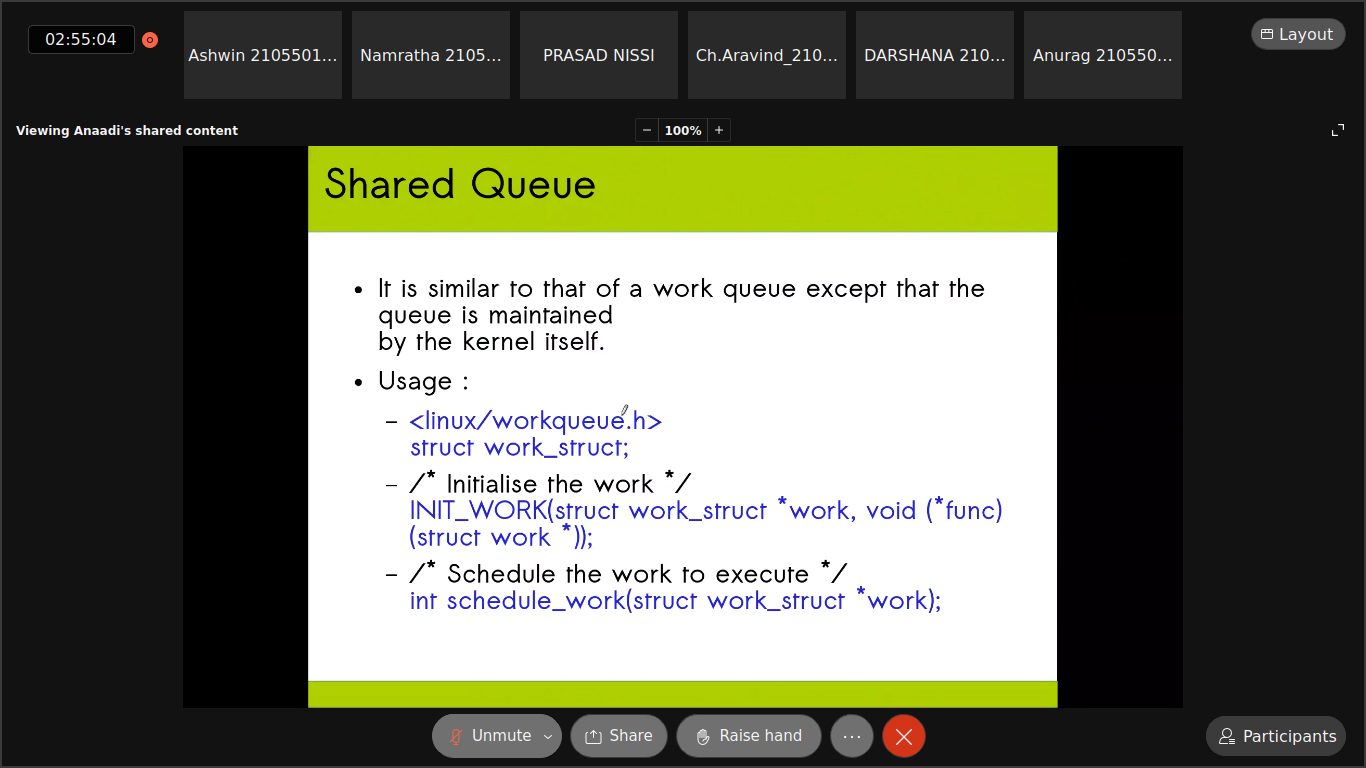 02:55:04
Ashwin 2105501...
Namratha 2105...
PRASAD NISSI
Ch.Aravind_210...
DARSHANA 210...
Anurag 210550...
Layout
Viewing Anaadi's shared content
− 100% +
Shared Queue
• It is similar to that of a work queue except that the
queue is maintained
by the kernel itself.
• Usage :
– <linux/workqueue.h>
struct work_struct;
– /* Initialise the work */
INIT_WORK(struct work_struct *work, void (*func)
(struct work *));
– /* Schedule the work to execute */
int schedule_work(struct work_struct *work);
Unmute
Share
Raise hand
...
Participants